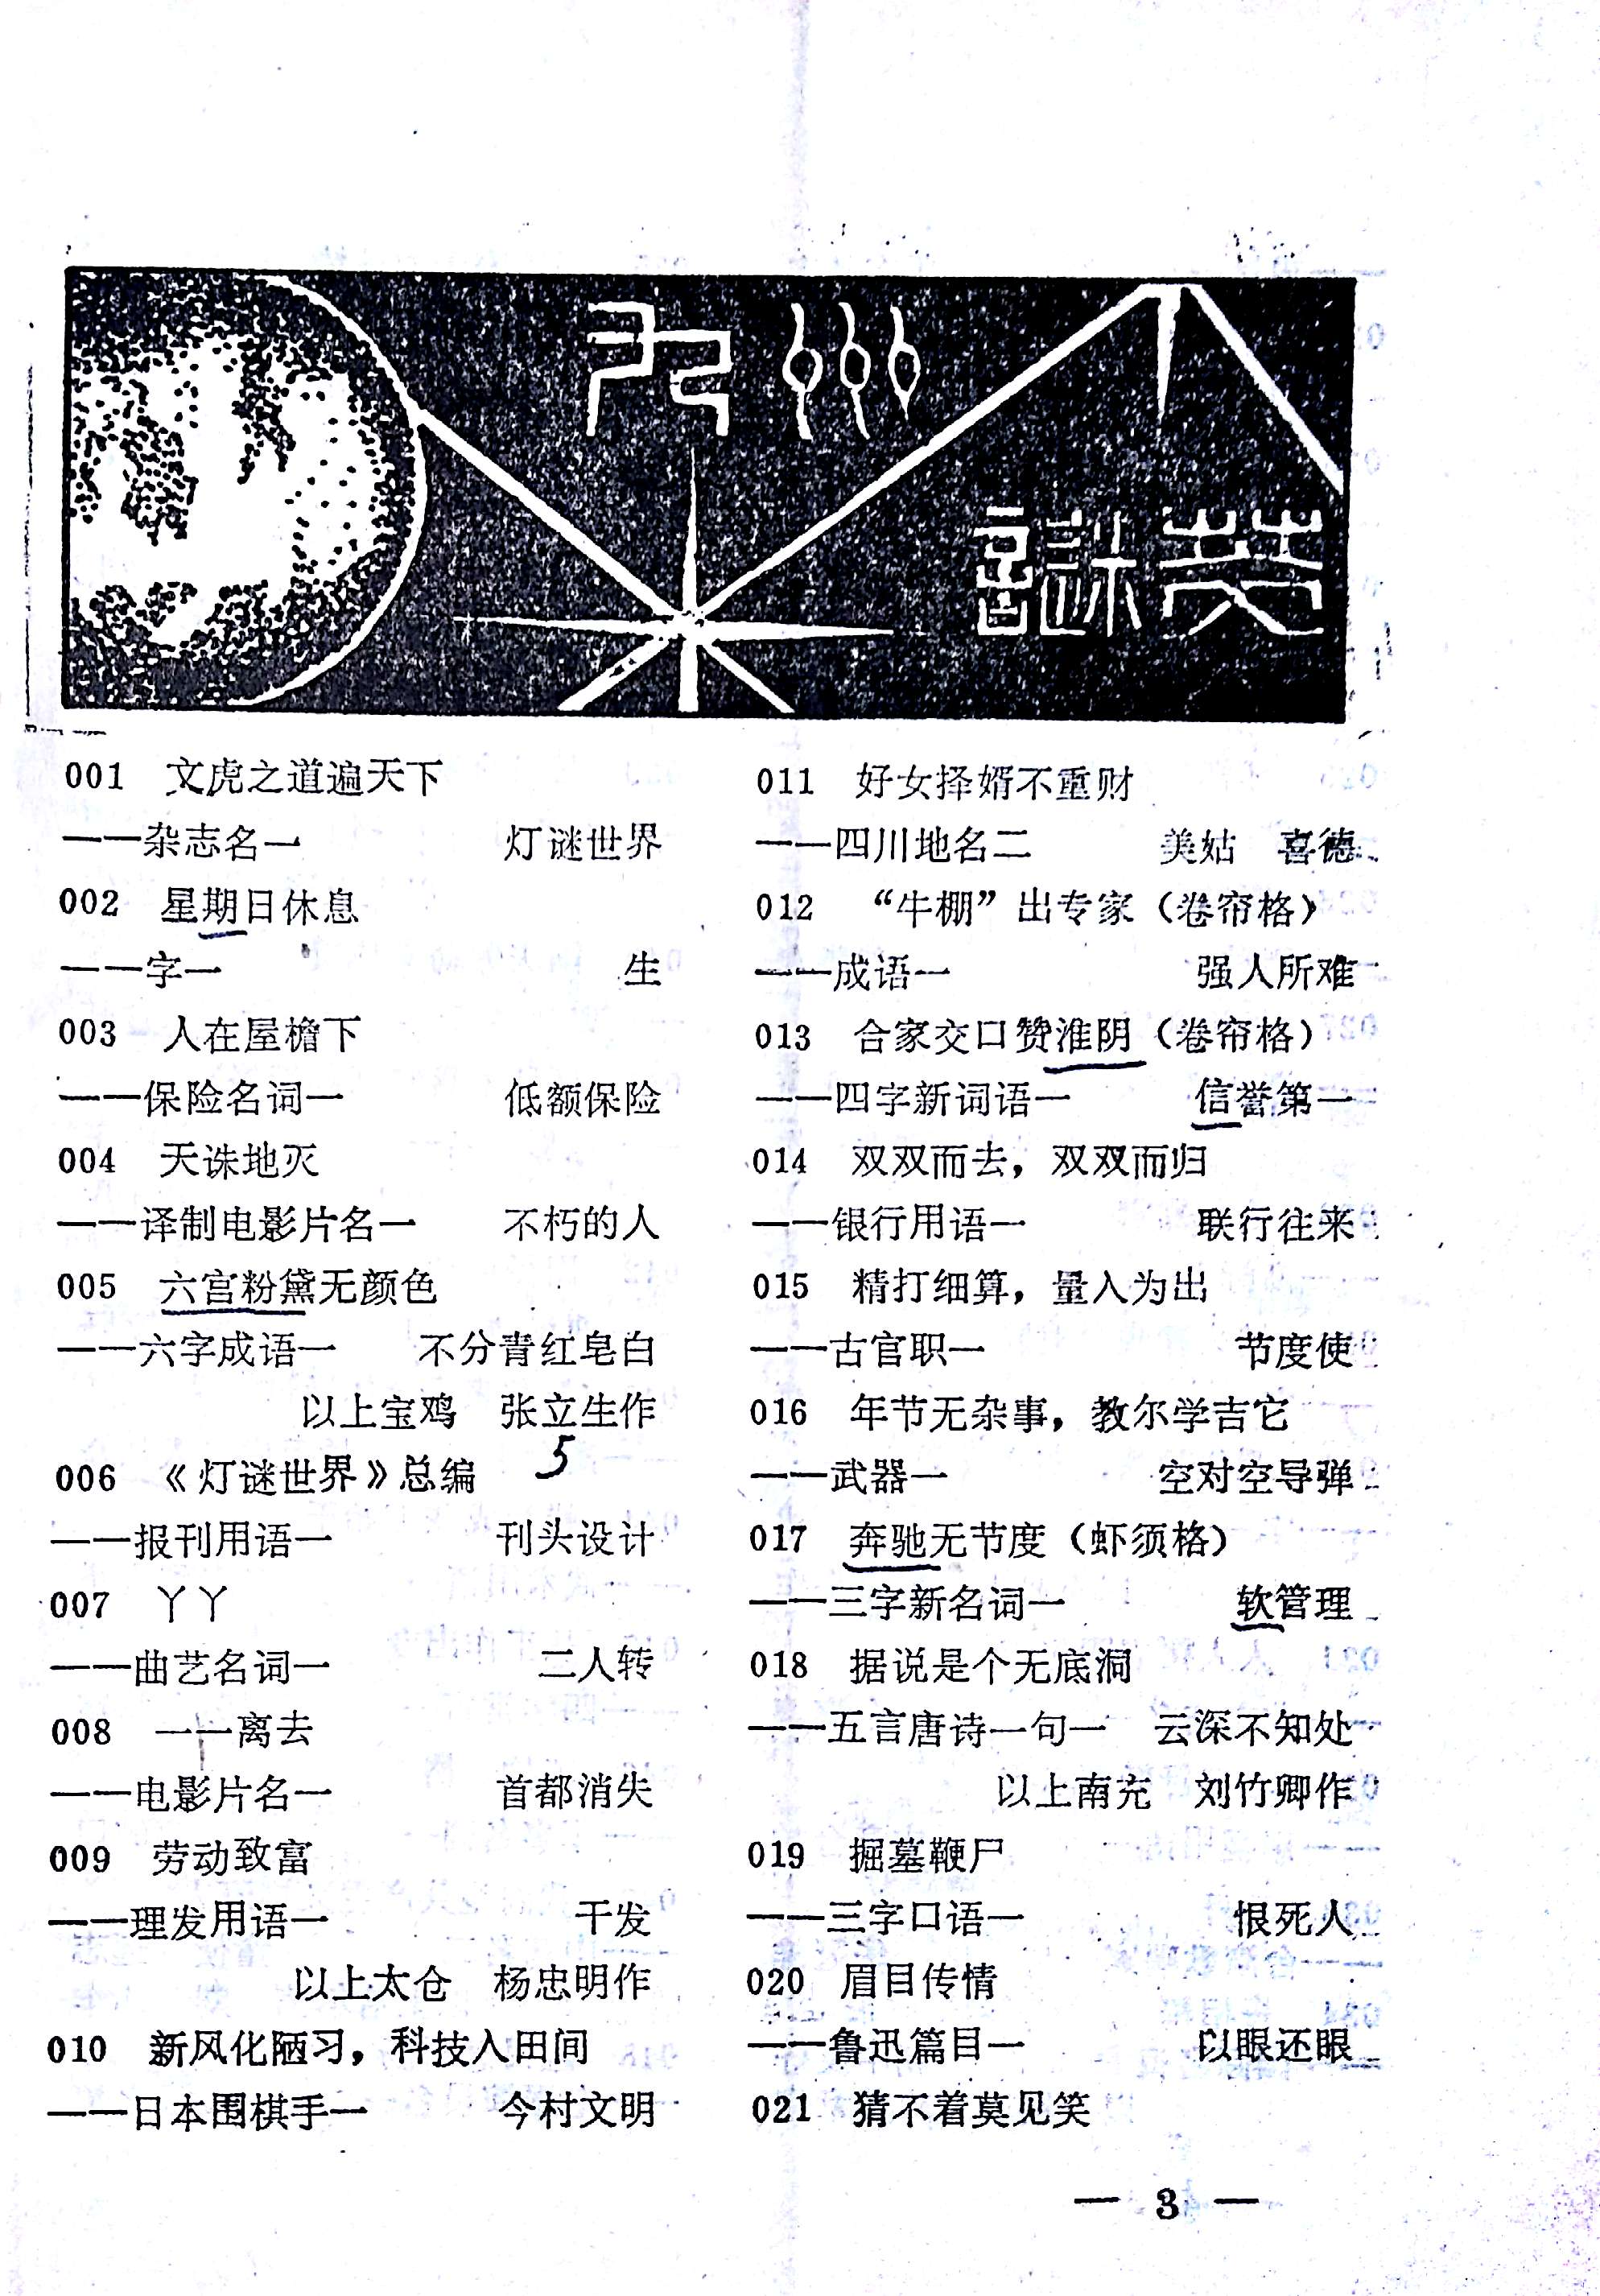 九州
谜萃
001 文虎之道遍天下
——杂志名一 灯谜世界
002 星期日休息
——字一 生
003 人在屋檐下
——保险名词一 低额保险
004 天诛地灭
——译制电影片名一 不朽的人
005 六宫粉黛无颜色
——六字成语一 不分青红皂白
以上宝鸡 张立生作
5
006 《灯谜世界》总编
——报刊用语一 刊头设计
007 丫丫
——曲艺名词一 二人转
008 一一离去
——电影片名一 首都消失
009 劳动致富
——理发用语一 干发
以上太仓 杨忠明作
010 新风化陋习，科技入田间
——日本围棋手一 今村文明
011 好女择婿不重财
——四川地名二 美姑 喜德
012 “牛棚”出专家（卷帘格）
——成语一 强人所难
013 合家交口赞淮阴（卷帘格）
——四字新词语一 信誉第一
014 双双而去，双双而归
——银行用语一 联行往来
015 精打细算，量入为出
——古官职一 节度使
016 年节无杂事，教尔学吉它
——武器一 空对空导弹
017 奔驰无节度（虾须格）
——三字新名词一 软管理
018 据说是个无底洞
——五言唐诗一句一 云深不知处
以上南充 刘竹卿作
019 掘墓鞭尸
——三字口语一 恨死人
020 眉目传情
——鲁迅篇目一 以眼还眼
021 猜不着莫见笑
— 3 —